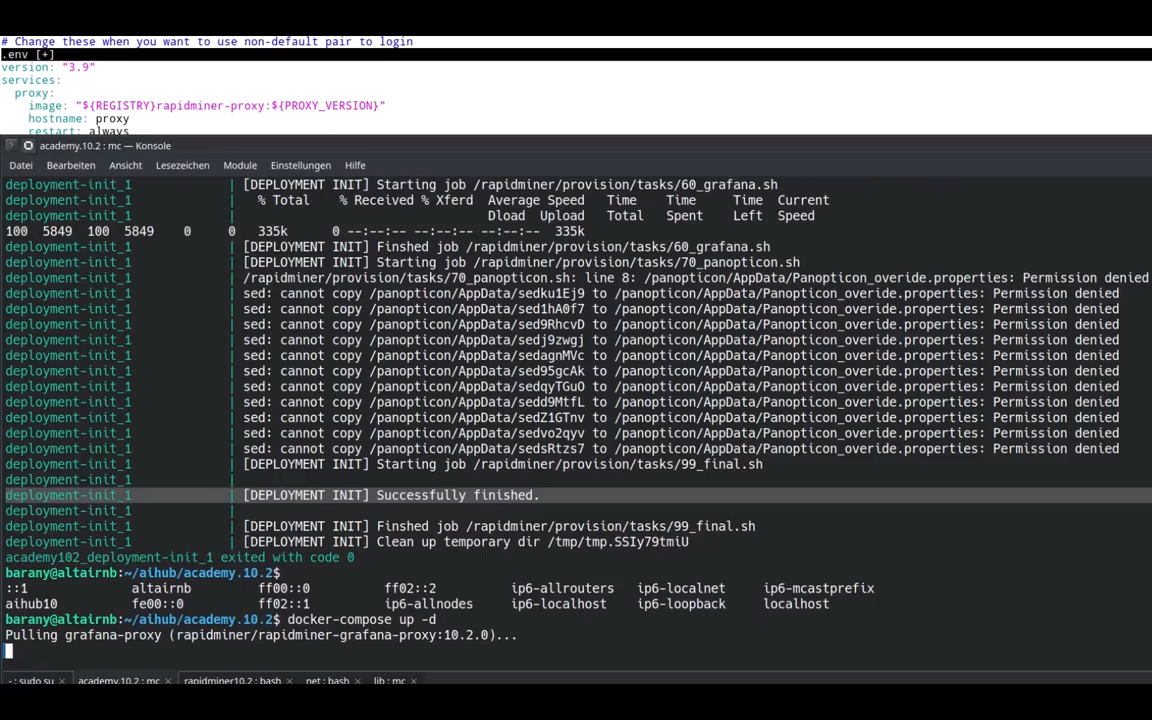 # Change these when you want to use non-default pair to login
.env [+]
version: "3.9"
services:
  proxy:
    image: "${REGISTRY}rapidminer-proxy:${PROXY_VERSION}"
    hostname: proxy
    restart: always
academy.10.2 : mc — Konsole
Datei Bearbeiten Ansicht Lesezeichen Module Einstellungen Hilfe
deployment-init_1 | [DEPLOYMENT INIT] Starting job /rapidminer/provision/tasks/60_grafana.sh
deployment-init_1 | % Total % Received % Xferd Average Speed Time Time Time Current
deployment-init_1 | Dload Upload Total Spent Left Speed
100 5849 100 5849 0 0 335k 0 --:--:-- --:--:-- --:--:-- 335k
deployment-init_1 | [DEPLOYMENT INIT] Finshed job /rapidminer/provision/tasks/60_grafana.sh
deployment-init_1 | [DEPLOYMENT INIT] Starting job /rapidminer/provision/tasks/70_panopticon.sh
deployment-init_1 | /rapidminer/provision/tasks/70_panopticon.sh: line 8: /panopticon/AppData/Panopticon_overide.properties: Permission denied
deployment-init_1 | sed: cannot copy /panopticon/AppData/sedku1Ej9 to /panopticon/AppData/Panopticon_overide.properties: Permission denied
deployment-init_1 | sed: cannot copy /panopticon/AppData/sed1hA0f7 to /panopticon/AppData/Panopticon_overide.properties: Permission denied
deployment-init_1 | sed: cannot copy /panopticon/AppData/sed9RhcvD to /panopticon/AppData/Panopticon_overide.properties: Permission denied
deployment-init_1 | sed: cannot copy /panopticon/AppData/sedj9zwgj to /panopticon/AppData/Panopticon_overide.properties: Permission denied
deployment-init_1 | sed: cannot copy /panopticon/AppData/sedagnMVc to /panopticon/AppData/Panopticon_overide.properties: Permission denied
deployment-init_1 | sed: cannot copy /panopticon/AppData/sed95gcAk to /panopticon/AppData/Panopticon_overide.properties: Permission denied
deployment-init_1 | sed: cannot copy /panopticon/AppData/sedqyTGuO to /panopticon/AppData/Panopticon_overide.properties: Permission denied
deployment-init_1 | sed: cannot copy /panopticon/AppData/sedd9MtfL to /panopticon/AppData/Panopticon_overide.properties: Permission denied
deployment-init_1 | sed: cannot copy /panopticon/AppData/sedZ1GTnv to /panopticon/AppData/Panopticon_overide.properties: Permission denied
deployment-init_1 | sed: cannot copy /panopticon/AppData/sedvo2qyv to /panopticon/AppData/Panopticon_overide.properties: Permission denied
deployment-init_1 | sed: cannot copy /panopticon/AppData/sedsRtzs7 to /panopticon/AppData/Panopticon_overide.properties: Permission denied
deployment-init_1 | [DEPLOYMENT INIT] Starting job /rapidminer/provision/tasks/99_final.sh
deployment-init_1 |
deployment-init_1 | [DEPLOYMENT INIT] Successfully finished.
deployment-init_1 |
deployment-init_1 | [DEPLOYMENT INIT] Finshed job /rapidminer/provision/tasks/99_final.sh
deployment-init_1 | [DEPLOYMENT INIT] Clean up temporary dir /tmp/tmp.SSIy79tmiU
academy102_deployment-init_1 exited with code 0
barany@altairnb:~/aihub/academy.10.2$
::1 altairnb ff00::0 ff02::2 ip6-allrouters ip6-localnet ip6-mcastprefix
aihub10 fe00::0 ff02::1 ip6-allnodes ip6-localhost ip6-loopback localhost
barany@altairnb:~/aihub/academy.10.2$ docker-compose up -d
Pulling grafana-proxy (rapidminer/rapidminer-grafana-proxy:10.2.0)...
- : sudo su academy.10.2 : mc rapidminer10.2 : bash net : bash lib : mc